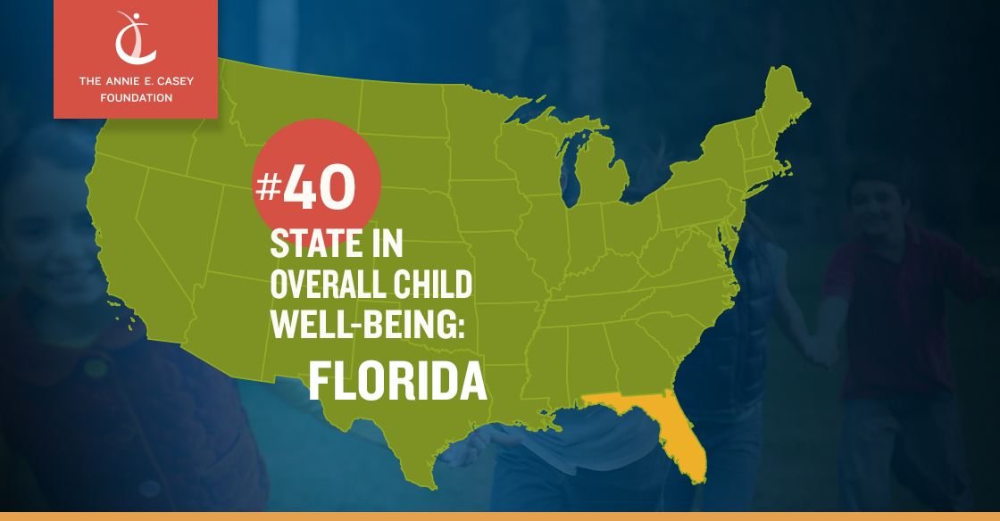 THE ANNIE E. CASEY
FOUNDATION
#40
STATE IN
OVERALL CHILD
WELL-BEING:
FLORIDA